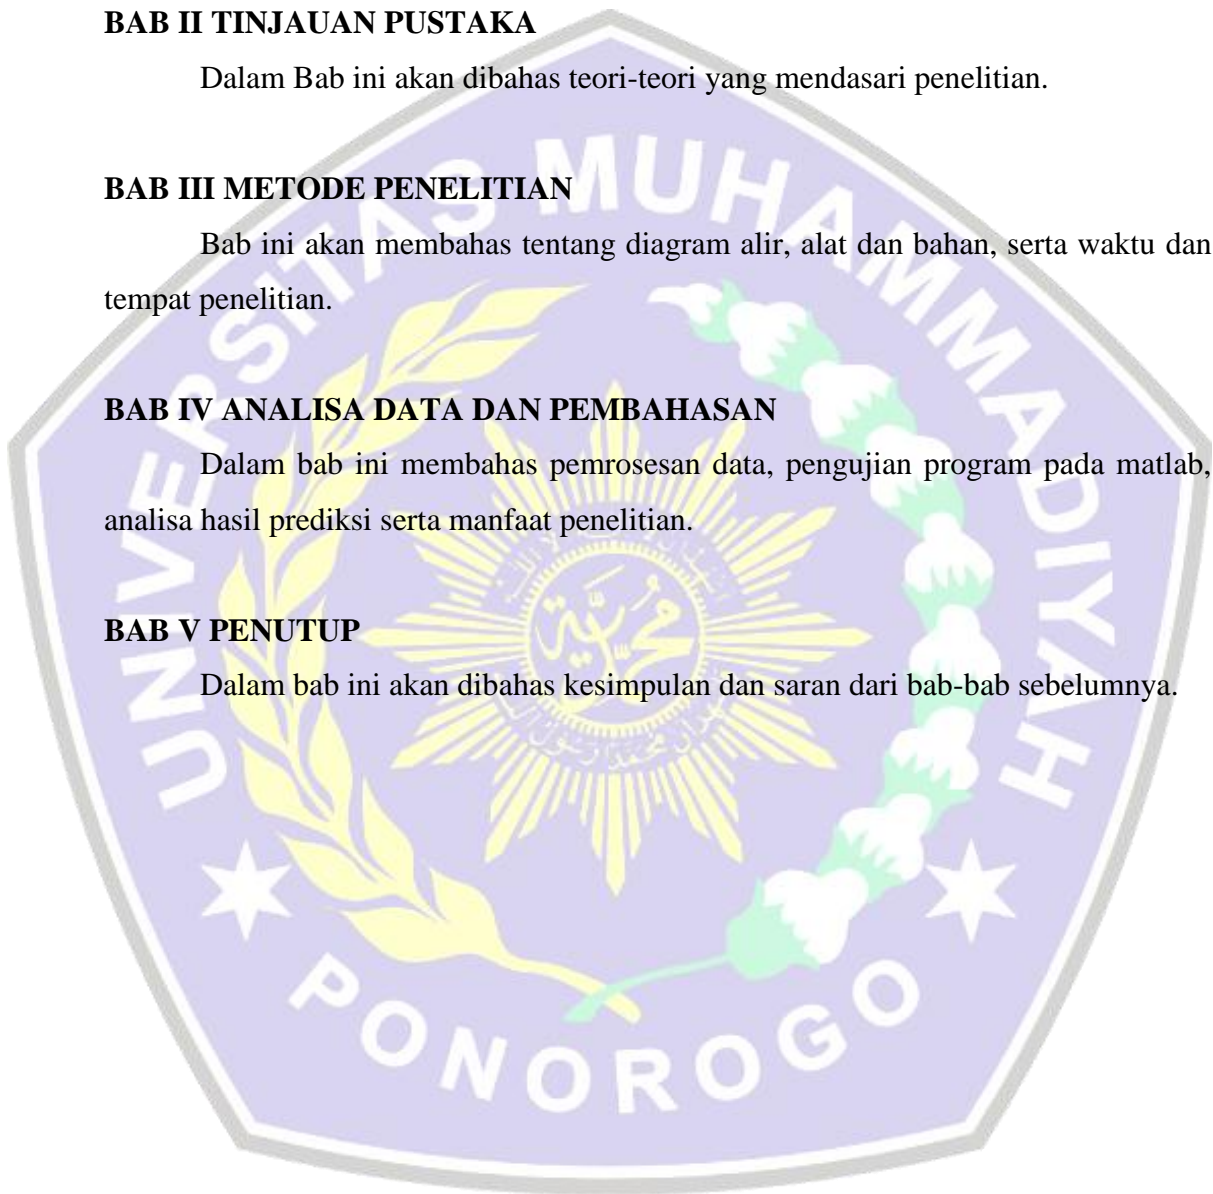 BAB II TINJAUAN PUSTAKA
Dalam Bab ini akan dibahas teori-teori yang mendasari penelitian.
BAB III METODE PENELITIAN
Bab ini akan membahas tentang diagram alir, alat dan bahan, serta waktu dan
tempat penelitian.
BAB IV ANALISA DATA DAN PEMBAHASAN
Dalam bab ini membahas pemrosesan data, pengujian program pada matlab,
analisa hasil prediksi serta manfaat penelitian.
BAB V PENUTUP
Dalam bab ini akan dibahas kesimpulan dan saran dari bab-bab sebelumnya.
UNIVERSITAS MUHAMMADIYAH
PONOROGO